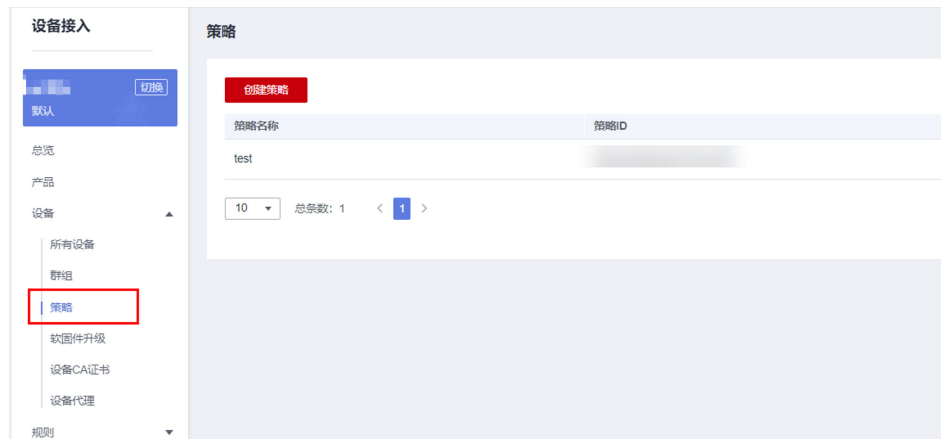 设备接入
切换
默认
总览
产品
设备
所有设备
群组
策略
软固件升级
设备CA证书
设备代理
规则
策略
创建策略
策略名称 策略ID
test
10 总条数：1 < 1 >